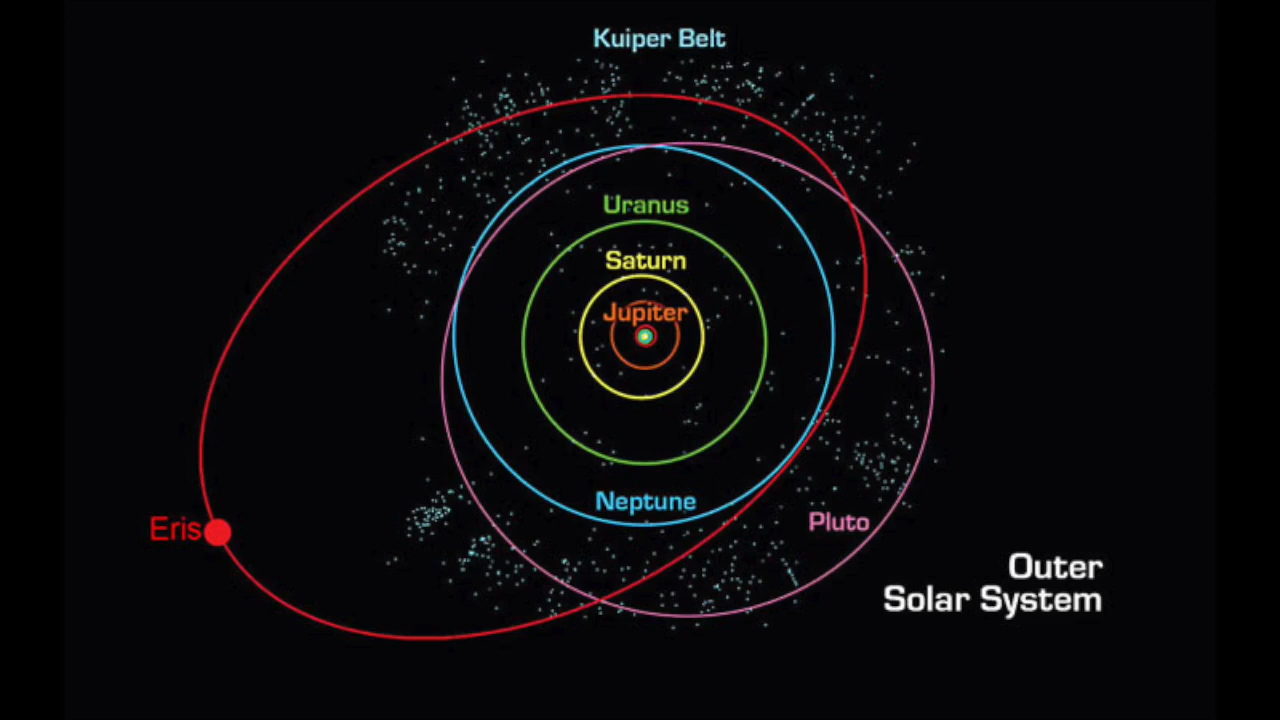 Kuiper Belt
Uranus
Saturn
Jupiter
Neptune
Pluto
Eris
Outer
Solar System